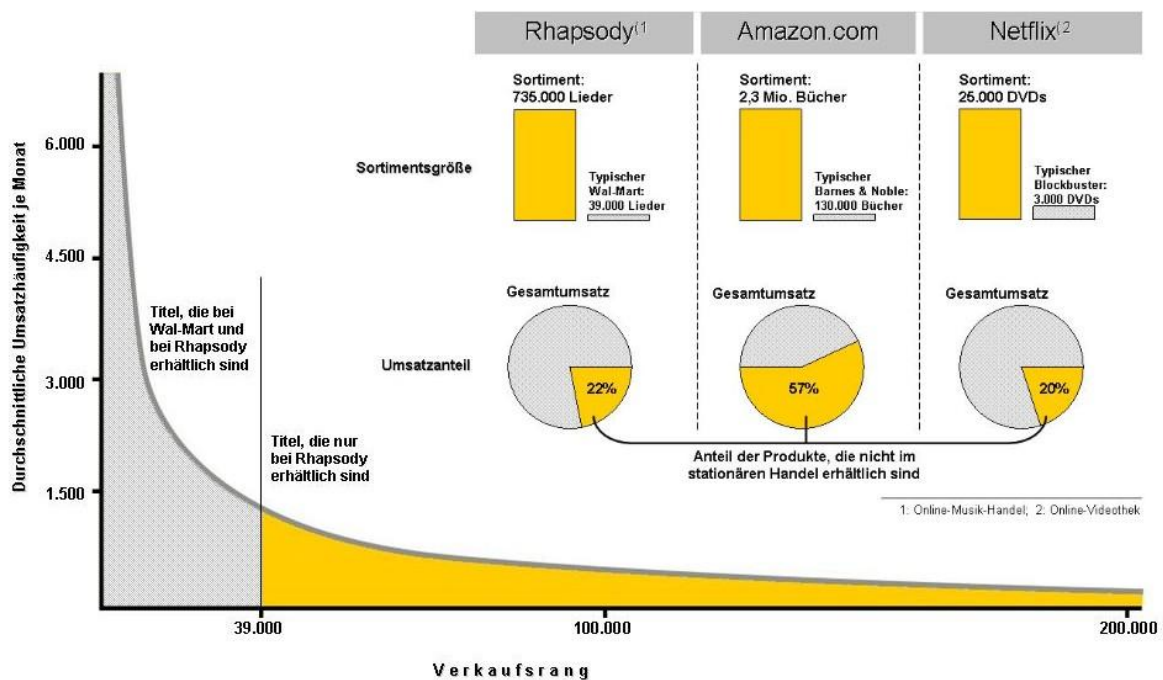 Rhapsody(1
Amazon.com
Netflix(2
Sortiment:
735.000 Lieder
Sortiment:
2,3 Mio. Bücher
Sortiment:
25.000 DVDs
Sortimentsgröße
Typischer
Wal-Mart:
39.000 Lieder
Typischer
Barnes & Noble:
130.000 Bücher
Typischer
Blockbuster:
3.000 DVDs
Gesamtumsatz
Gesamtumsatz
Gesamtumsatz
Umsatzanteil
22%
57%
20%
Anteil der Produkte, die nicht im
stationären Handel erhältlich sind
1: Online-Musik-Handel; 2: Online-Videothek
Durchschnittliche Umsatzhäufigkeit je Monat
6.000
4.500
3.000
1.500
Titel, die bei
Wal-Mart und
bei Rhapsody
erhältlich sind
Titel, die nur
bei Rhapsody
erhältlich sind
39.000
100.000
200.000
Verkaufsrang